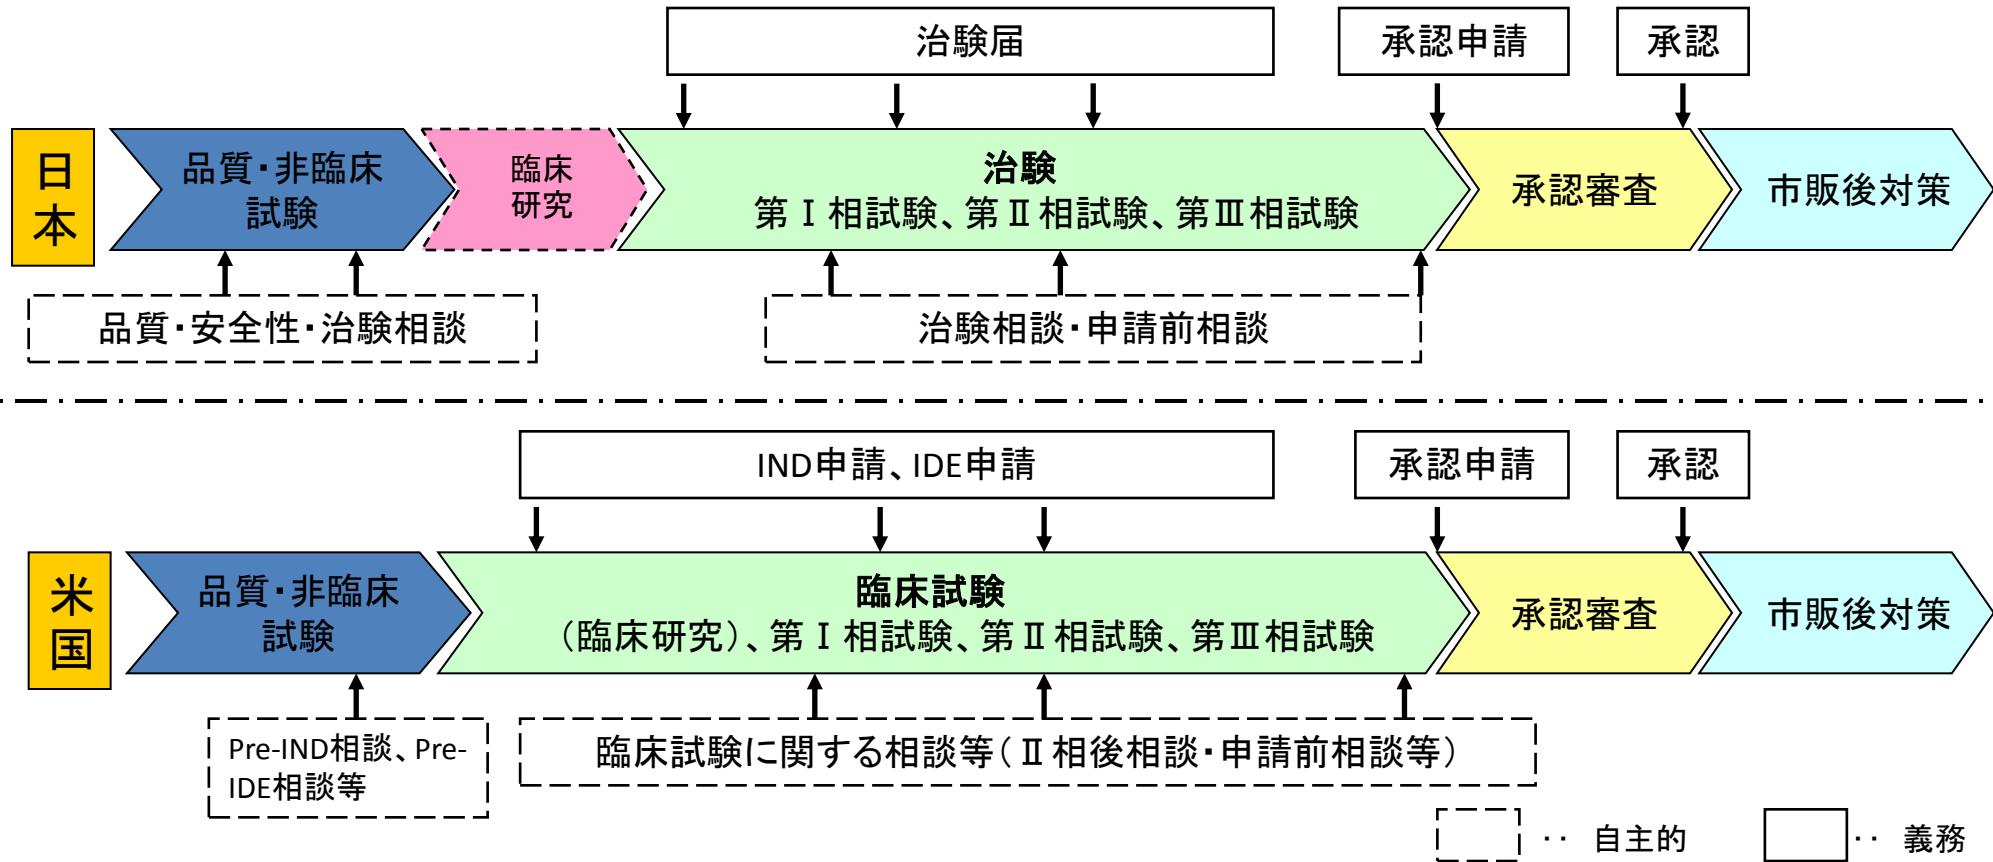 治験届
承認申請
承認
日本
品質・非臨床
試験
臨床
研究
治験
第Ⅰ相試験、第Ⅱ相試験、第Ⅲ相試験
承認審査
市販後対策
品質・安全性・治験相談
治験相談・申請前相談
IND申請、IDE申請
承認申請
承認
米国
品質・非臨床
試験
臨床試験
（臨床研究）、第Ⅰ相試験、第Ⅱ相試験、第Ⅲ相試験
承認審査
市販後対策
Pre-IND相談、Pre-
IDE相談等
臨床試験に関する相談等（Ⅱ相後相談・申請前相談等）
‥ 自主的
‥ 義務